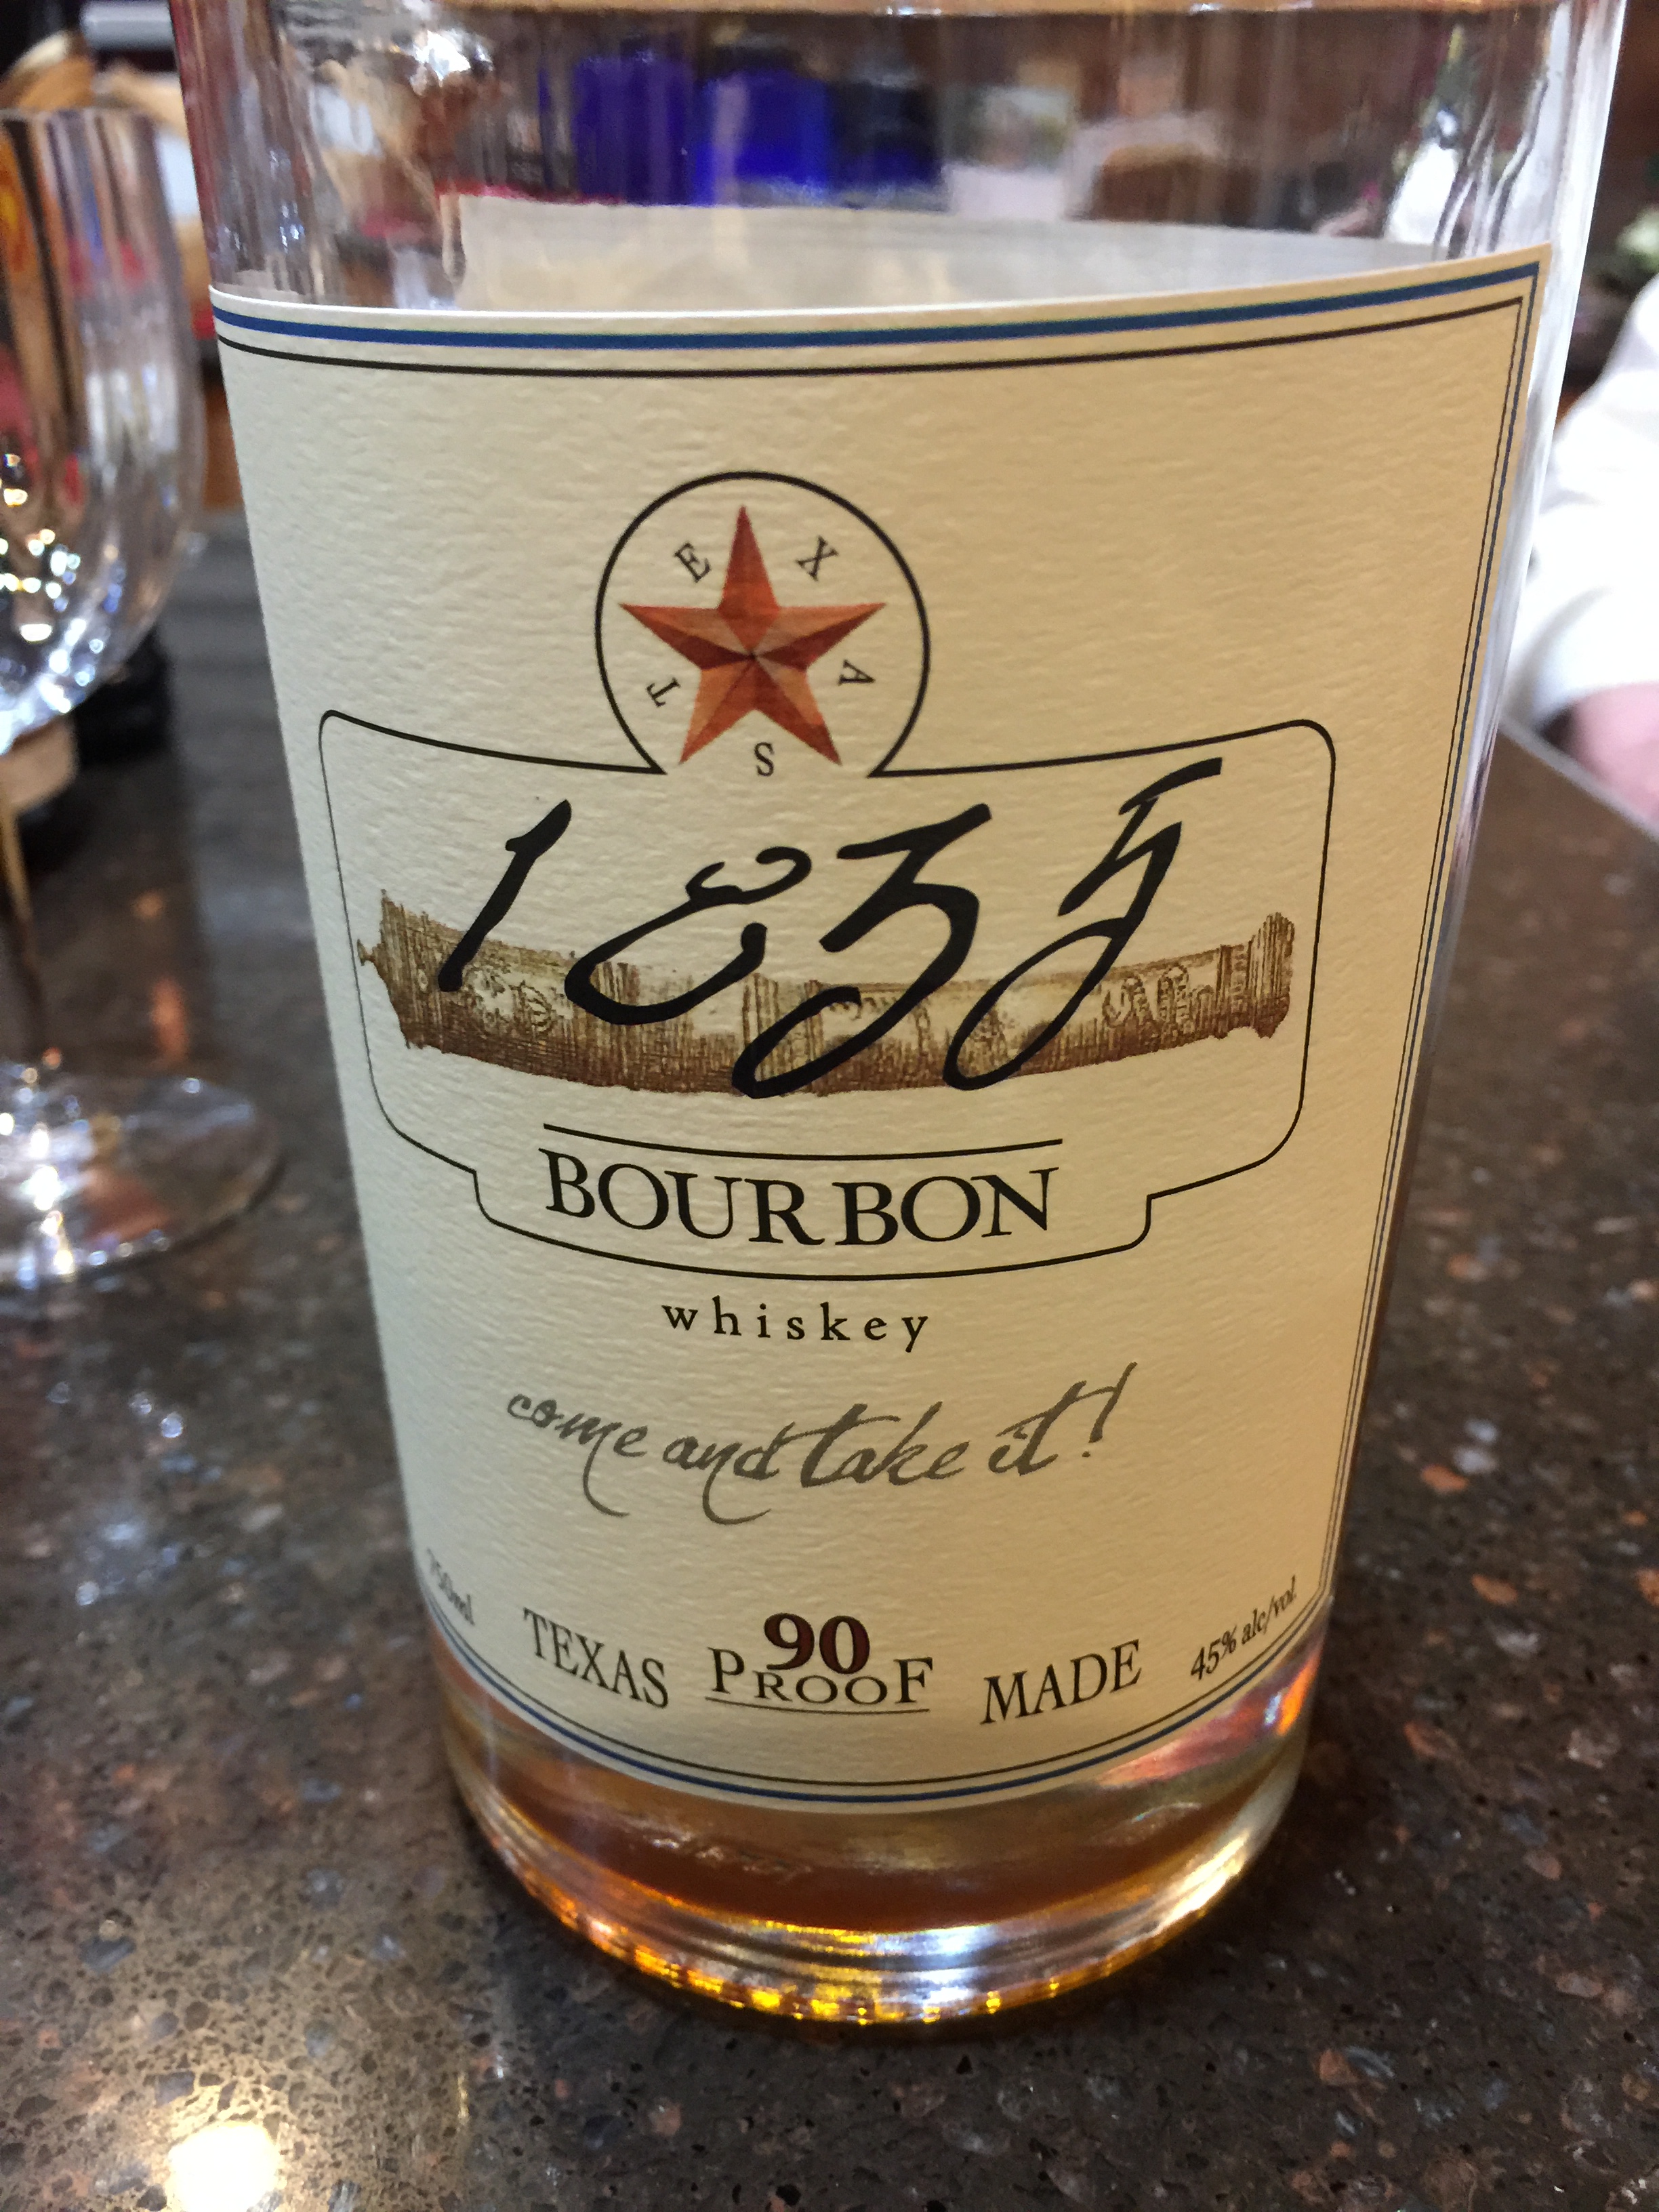 TEXAS
1835
BOURBON
whiskey
come and take it!
750ml TEXAS 90 PROOF MADE 45% alc/vol.